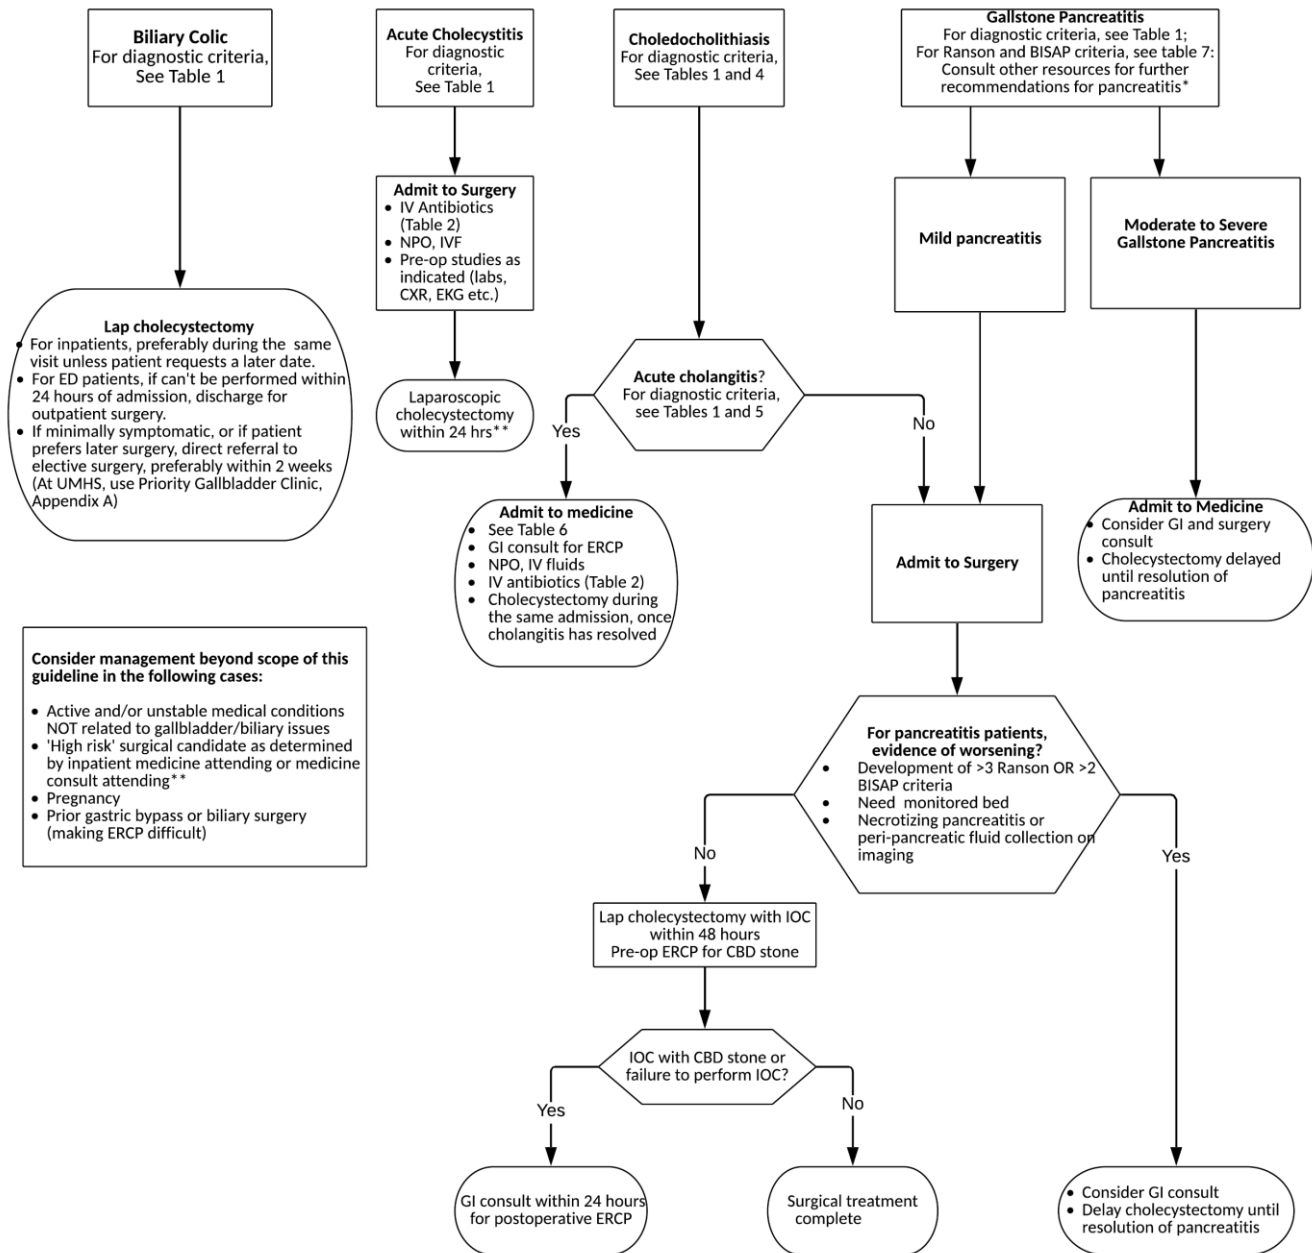 Biliary Colic
For diagnostic criteria,
See Table 1
Acute Cholecystitis
For diagnostic
criteria,
See Table 1
Choledocholithiasis
For diagnostic criteria,
See Tables 1 and 4
Gallstone Pancreatitis
For diagnostic criteria, see Table 1;
For Ranson and BISAP criteria, see table 7:
Consult other resources for further
recommendations for pancreatitis*
Admit to Surgery
• IV Antibiotics
(Table 2)
• NPO, IVF
• Pre-op studies as
indicated (labs,
CXR, EKG etc.)
Mild pancreatitis
Moderate to Severe
Gallstone Pancreatitis
Lap cholecystectomy
• For inpatients, preferably during the same
visit unless patient requests a later date.
• For ED patients, if can't be performed within
24 hours of admission, discharge for
outpatient surgery.
• If minimally symptomatic, or if patient
prefers later surgery, direct referral to
elective surgery, preferably within 2 weeks
(At UMHS, use Priority Gallbladder Clinic,
Appendix A)
Laparoscopic
cholecystectomy
within 24 hrs**
Acute cholangitis?
For diagnostic criteria,
see Tables 1 and 5
Yes
No
Admit to medicine
• See Table 6
• GI consult for ERCP
• NPO, IV fluids
• IV antibiotics (Table 2)
• Cholecystectomy during
the same admission, once
cholangitis has resolved
Admit to Surgery
Admit to Medicine
• Consider GI and surgery
consult
• Cholecystectomy delayed
until resolution of
pancreatitis
Consider management beyond scope of this
guideline in the following cases:
• Active and/or unstable medical conditions
NOT related to gallbladder/biliary issues
• 'High risk' surgical candidate as determined
by inpatient medicine attending or medicine
consult attending**
• Pregnancy
• Prior gastric bypass or biliary surgery
(making ERCP difficult)
For pancreatitis patients,
evidence of worsening?
• Development of >3 Ranson OR >2
BISAP criteria
• Need monitored bed
• Necrotizing pancreatitis or
peri-pancreatic fluid collection on
imaging
No
Yes
Lap cholecystectomy with IOC
within 48 hours
Pre-op ERCP for CBD stone
IOC with CBD stone or
failure to perform IOC?
Yes
No
GI consult within 24 hours
for postoperative ERCP
Surgical treatment
complete
• Consider GI consult
• Delay cholecystectomy until
resolution of pancreatitis